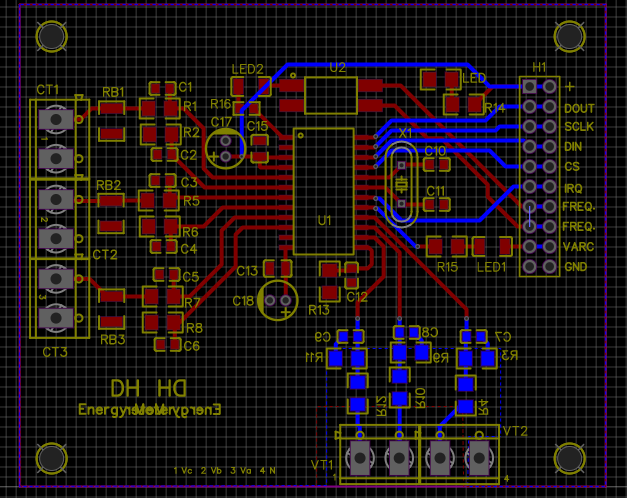 CT1
RB1
C1
R1
R2
C2
LED2
R16
C17
C15
U2
LED
R14
H1
+
DOUT
SCLK
DIN
CS
IRQ
FREQ.
FREQ.
VARC
GND
X1
C10
C11
C3
RB2
R5
R6
C4
CT2
U1
C5
R7
R8
C6
RB3
CT3
C13
C18
R13
C12
R15
LED1
C9
C8
C7
R11
R9
R3
R12
R10
R4
DH HD
VT1
VT2
1
4
1 Vc 2 Vb 3 Va 4 N